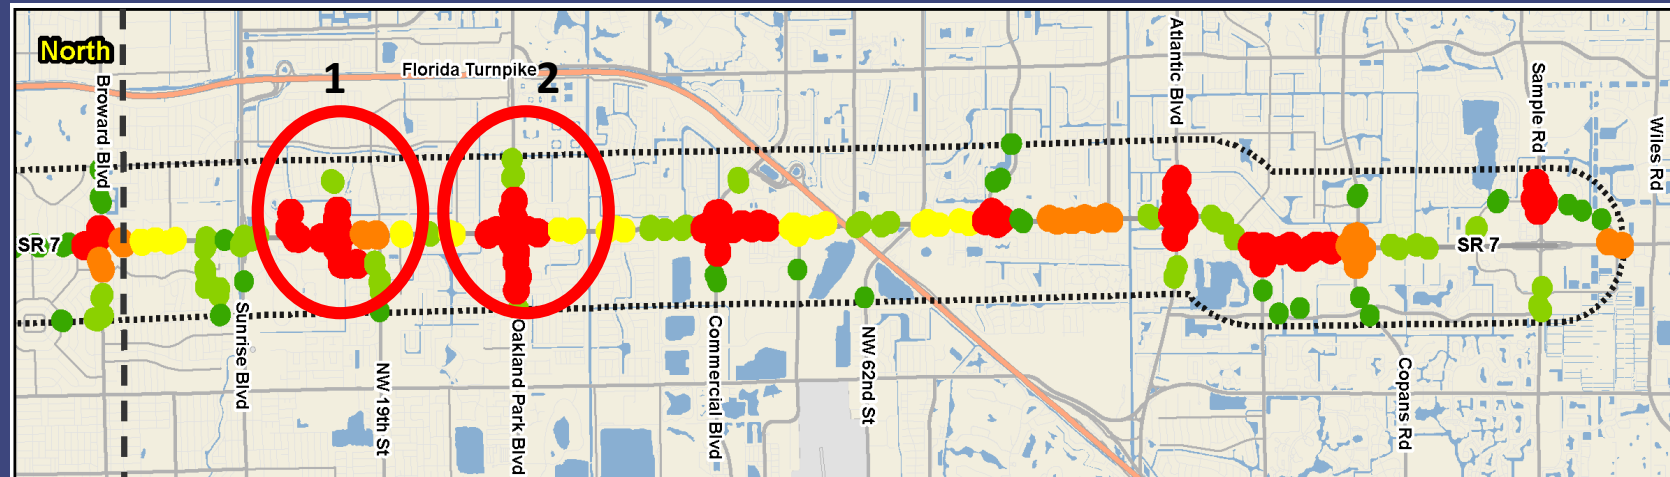 North
1
2
Florida Turnpike
Broward Blvd
Atlantic Blvd
Sample Rd
Wiles Rd
SR 7
SR 7
Sunrise Blvd
NW 19th St
Oakland Park Blvd
Commercial Blvd
NW 62nd St
Copans Rd